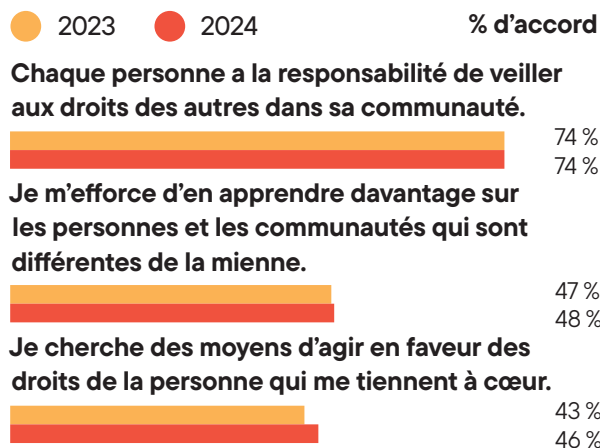 2023 2024 % d’accord
Chaque personne a la responsabilité de veiller
aux droits des autres dans sa communauté.
74 %
74 %
Je m’efforce d’en apprendre davantage sur
les personnes et les communautés qui sont
différentes de la mienne.
47 %
48 %
Je cherche des moyens d’agir en faveur des
droits de la personne qui me tiennent à cœur.
43 %
46 %